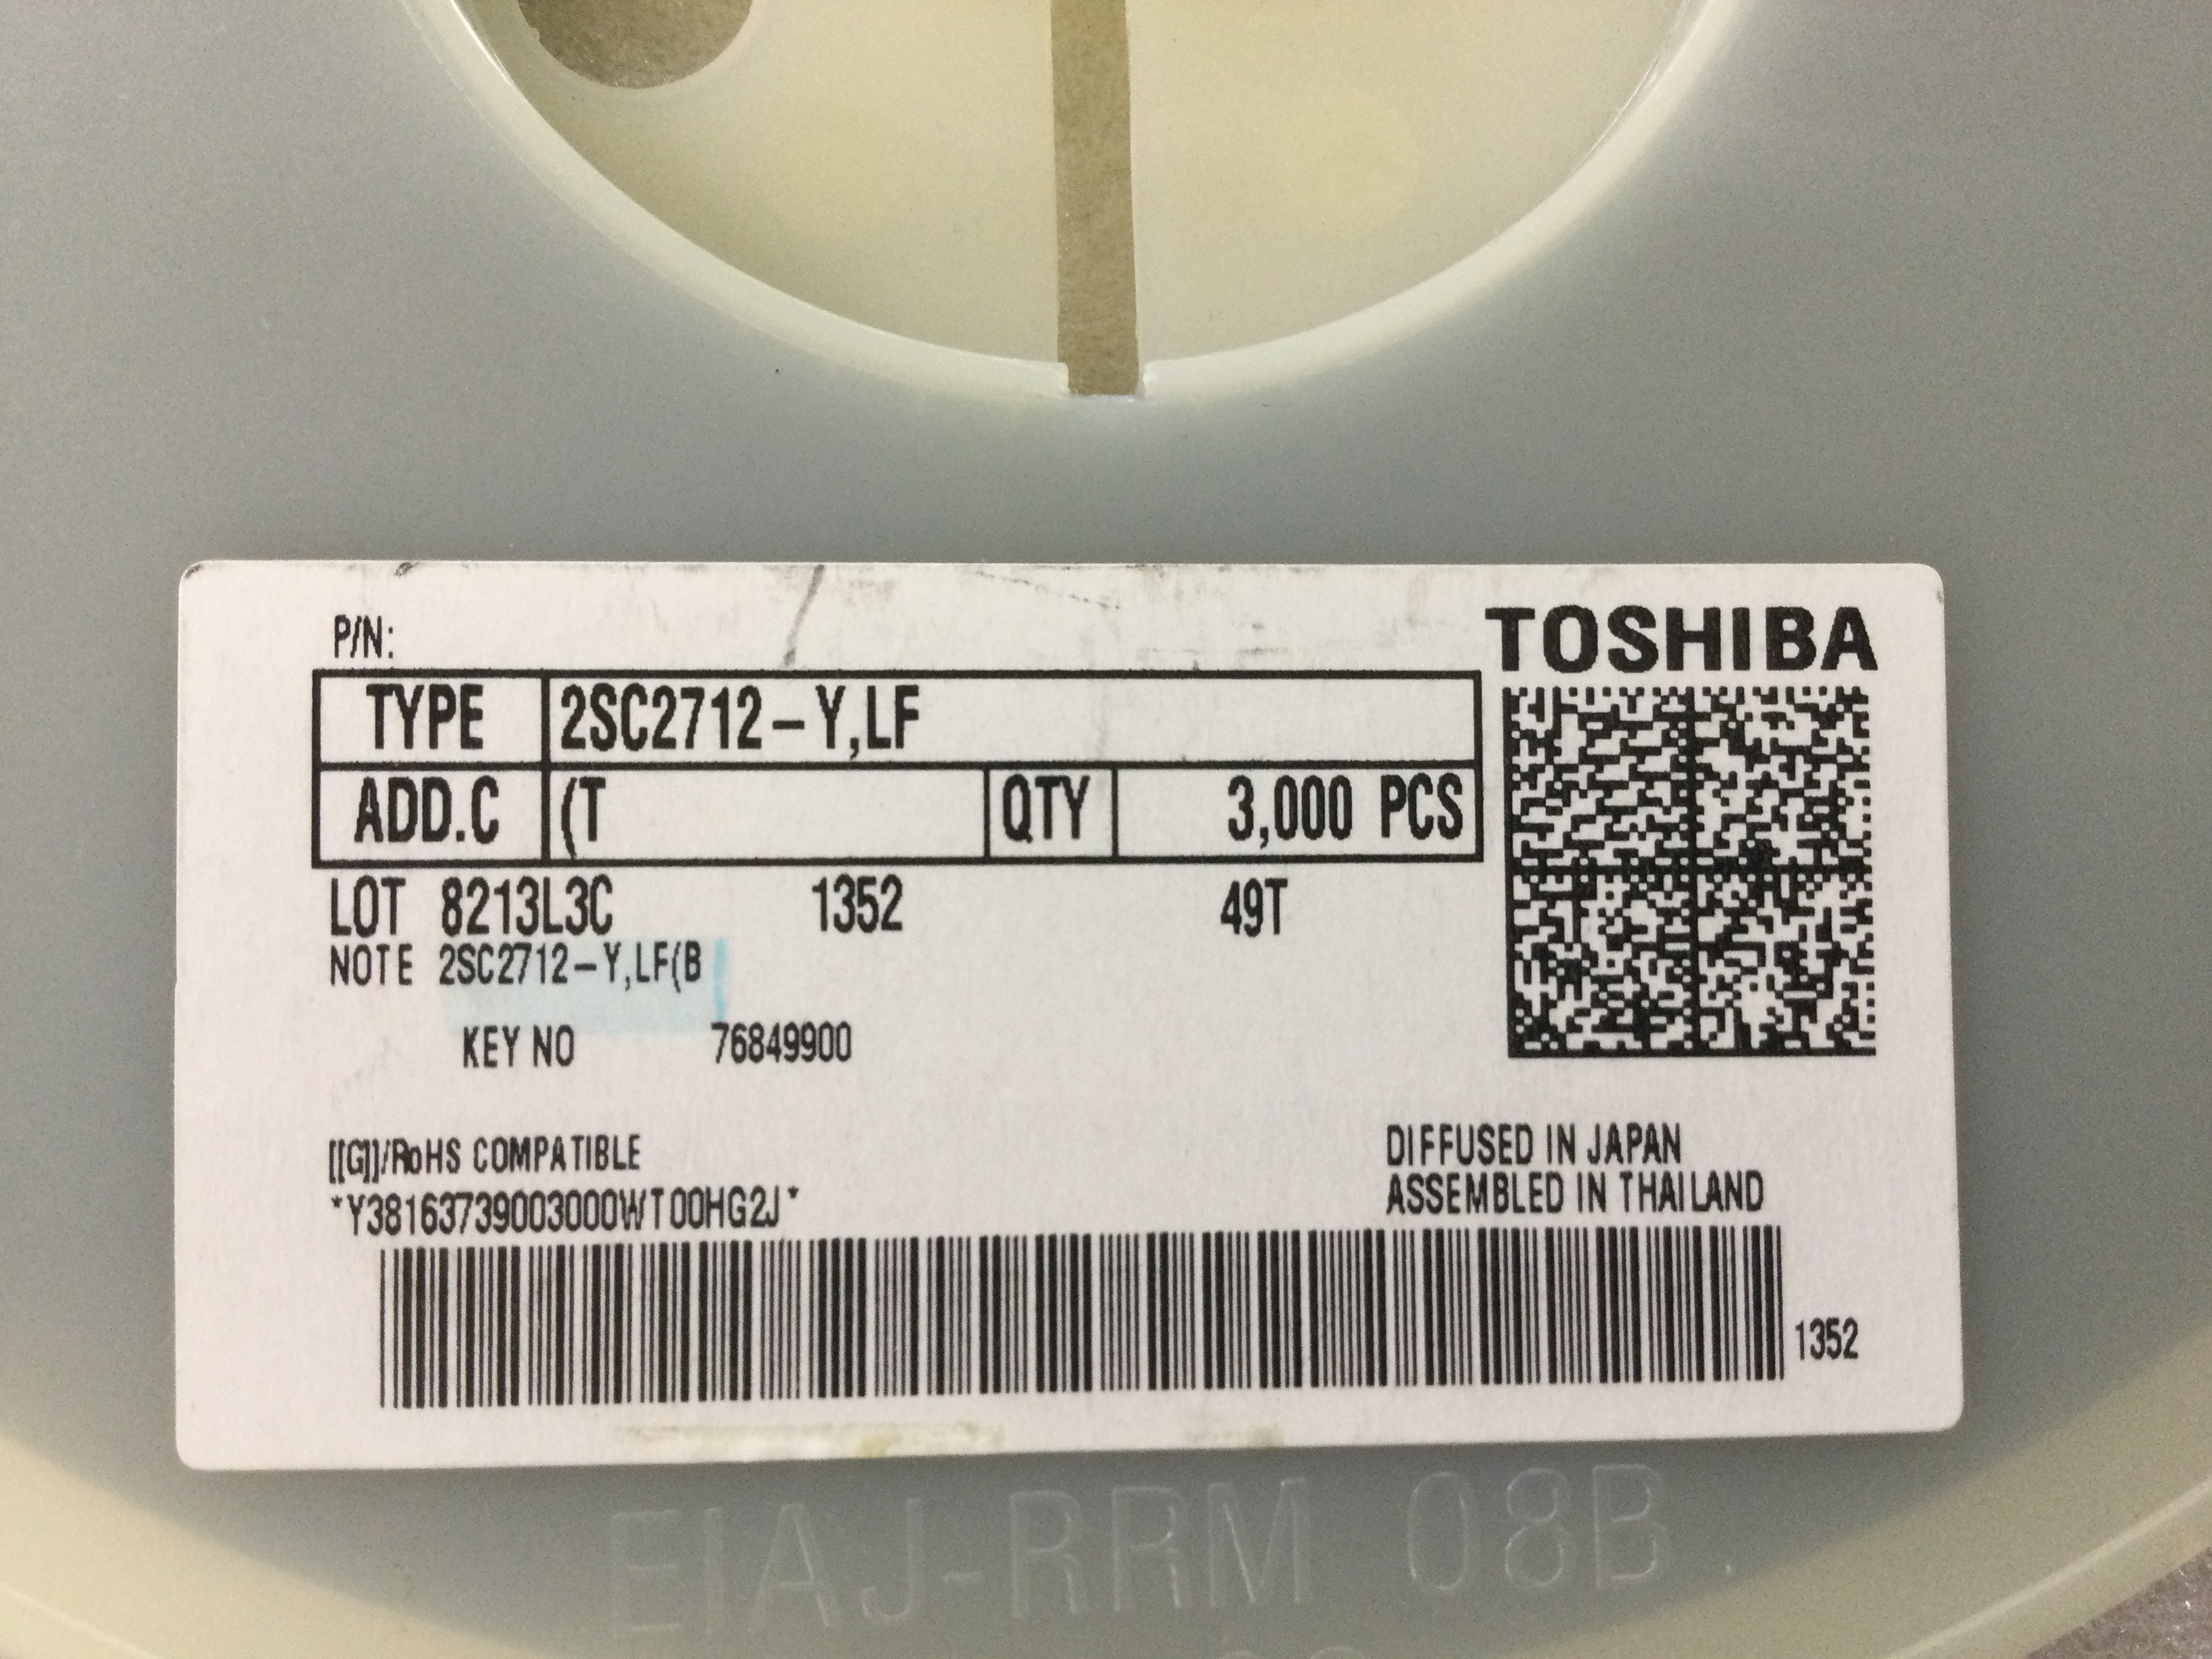 P/N:
TOSHIBA
TYPE 2SC2712-Y,LF
ADD.C (T QTY 3,000 PCS
LOT 8213L3C 1352 49T
NOTE 2SC2712-Y,LF(B
KEY NO 76849900
[[G]]/RoHS COMPATIBLE
*Y38163739003000WT00HG2J*
DIFFUSED IN JAPAN
ASSEMBLED IN THAILAND
1352
EIAJ-RRM 08B